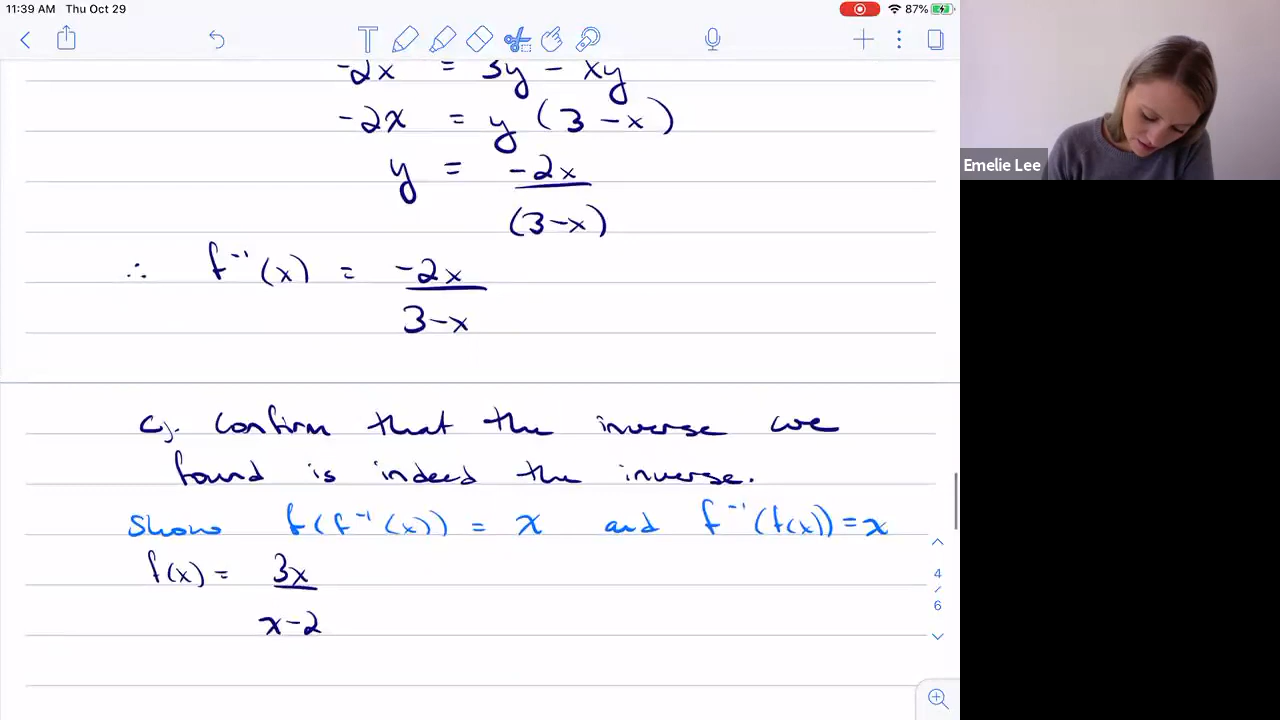 11:39 AM Thu Oct 29
87%
T
-2x = 3y - xy
-2x = y (3 - x)
y = -2x
(3-x)
∴ f⁻¹(x) = -2x
3-x
c). Confirm that the inverse we
found is indeed the inverse.
Show f(f⁻¹(x)) = x and f⁻¹(f(x)) = x
f(x) = 3x
x-2
4
/
6
Emelie Lee